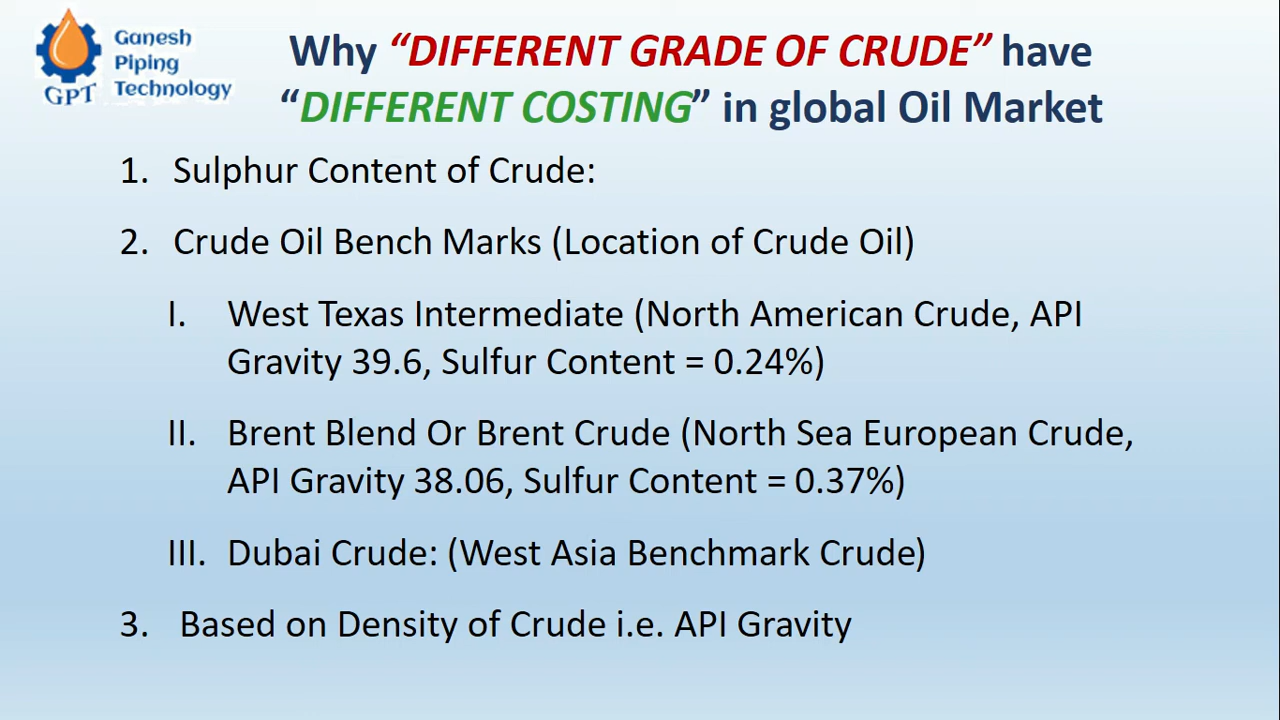 Ganesh
Piping
Technology
GPT
Why “DIFFERENT GRADE OF CRUDE” have
“DIFFERENT COSTING” in global Oil Market
1. Sulphur Content of Crude:
2. Crude Oil Bench Marks (Location of Crude Oil)
I. West Texas Intermediate (North American Crude, API
Gravity 39.6, Sulfur Content = 0.24%)
II. Brent Blend Or Brent Crude (North Sea European Crude,
API Gravity 38.06, Sulfur Content = 0.37%)
III. Dubai Crude: (West Asia Benchmark Crude)
3. Based on Density of Crude i.e. API Gravity